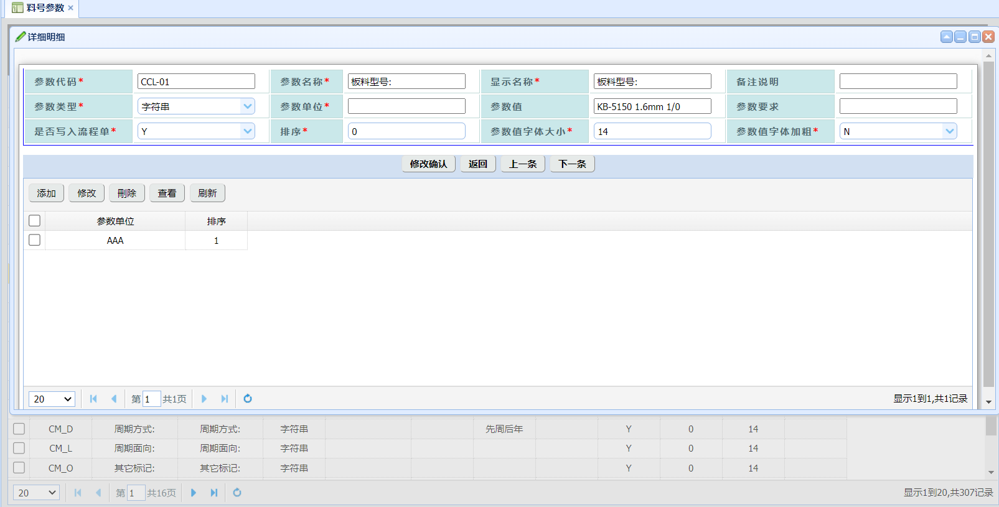 料号参数 ×
详细明细
参数代码* CCL-01 参数名称* 板料型号: 显示名称* 板料型号: 备注说明
参数类型* 字符串 参数单位* 参数值 KB-5150 1.6mm 1/0 参数要求
是否写入流程单* Y 排序* 0 参数值字体大小* 14 参数值字体加粗* N
修改确认 返回 上一条 下一条
添加 修改 刪除 查看 刷新
参数单位 排序
AAA 1
20 第 1 共1页 显示1到1,共1记录
CM_D 周期方式: 周期方式: 字符串 先周后年 Y 0 14
CM_L 周期面向: 周期面向: 字符串 Y 0 14
CM_O 其它标记: 其它标记: 字符串 Y 0 14
20 第 1 共16页 显示1到20,共307记录